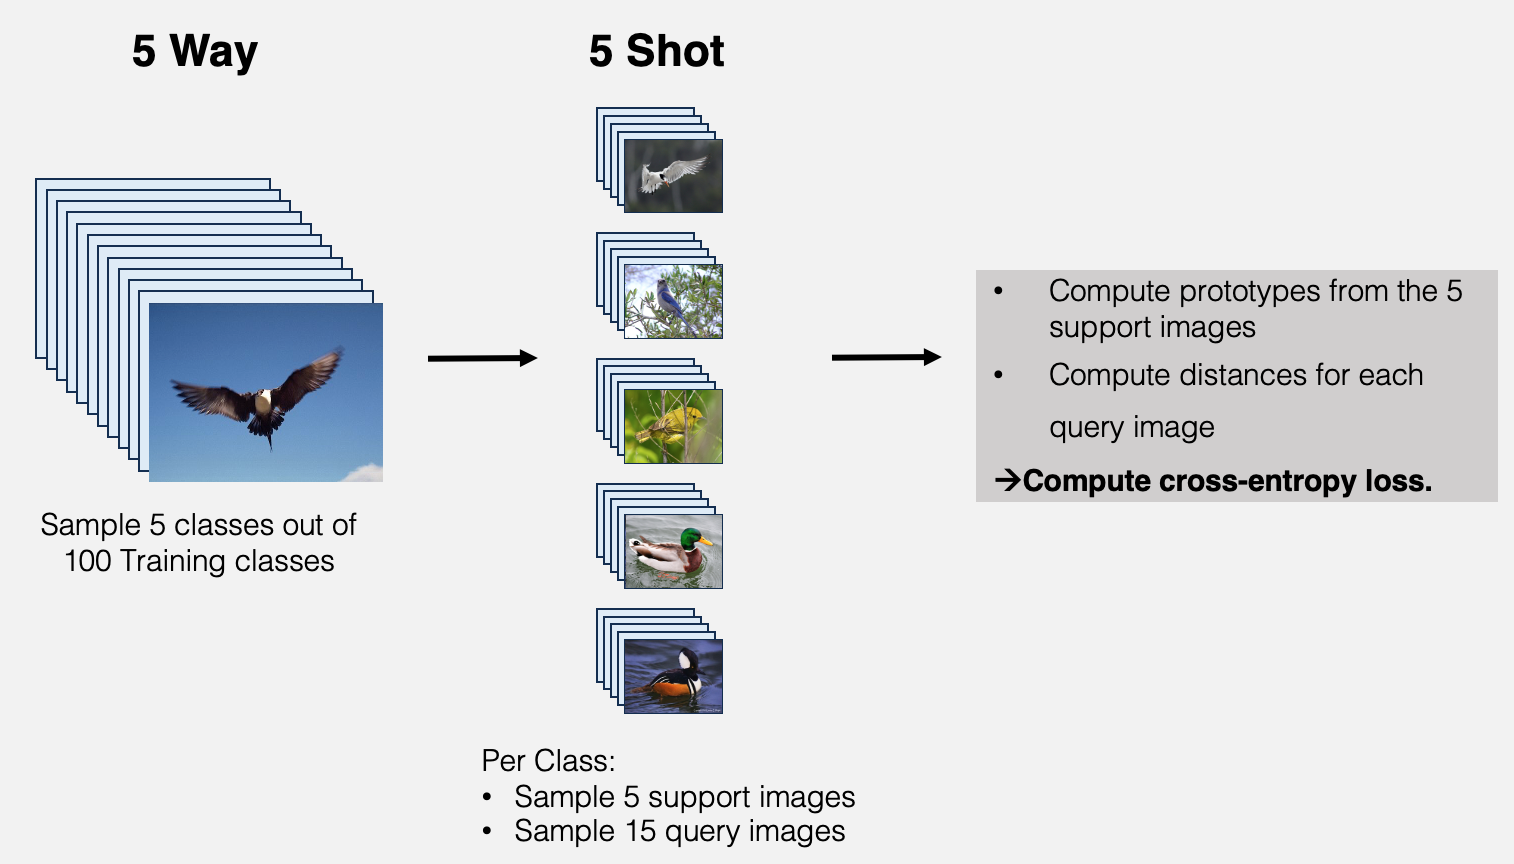 5 Way
5 Shot
Sample 5 classes out of
100 Training classes
Per Class:
• Sample 5 support images
• Sample 15 query images
• Compute prototypes from the 5
support images
• Compute distances for each
query image
→Compute cross-entropy loss.